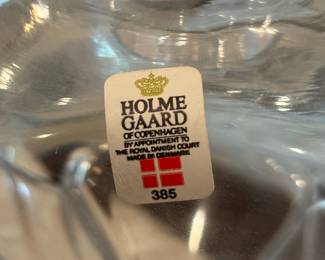 HOLME
GAARD
OF COPENHAGEN
BY APPOINTMENT TO
THE ROYAL DANISH COURT
MADE IN DENMARK
385